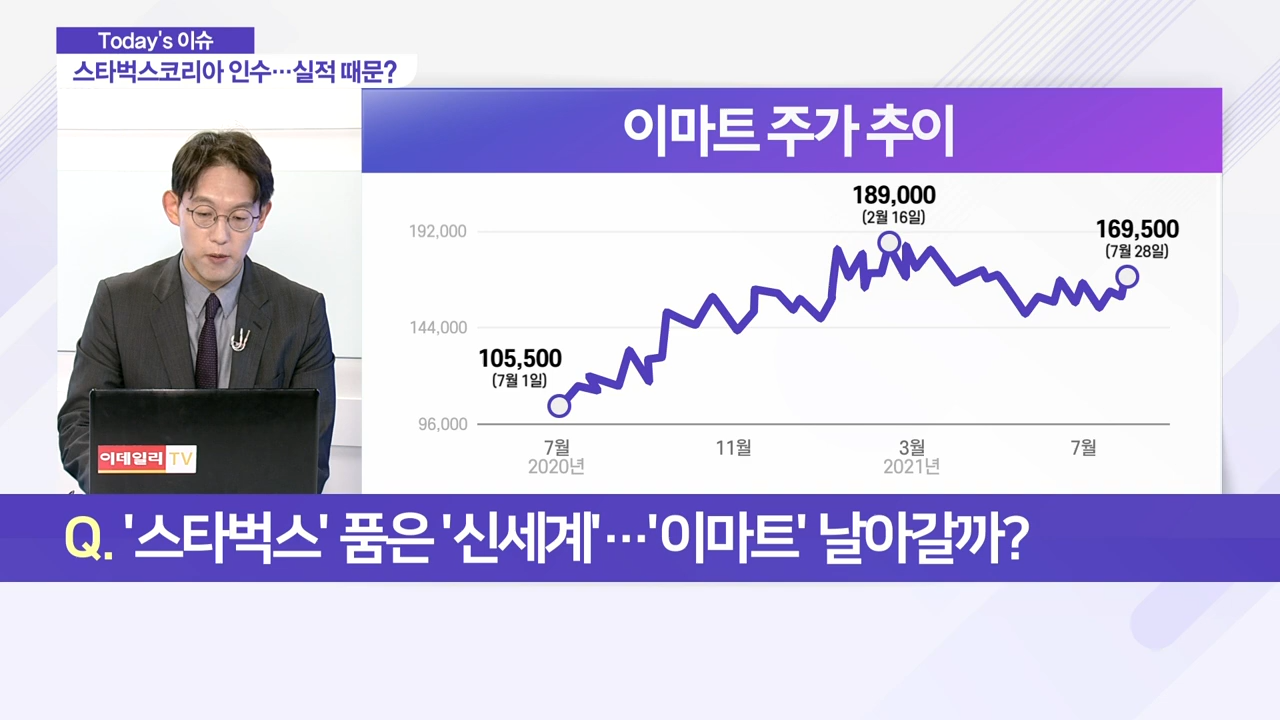 Today's 이슈
스타벅스코리아 인수…실적 때문?
이마트 주가 추이
189,000
(2월 16일)
169,500
(7월 28일)
192,000
144,000
105,500
(7월 1일)
96,000
7월
11월
3월
7월
2020년
2021년
이데일리 TV
Q. '스타벅스' 품은 '신세계'…'이마트' 날아갈까?